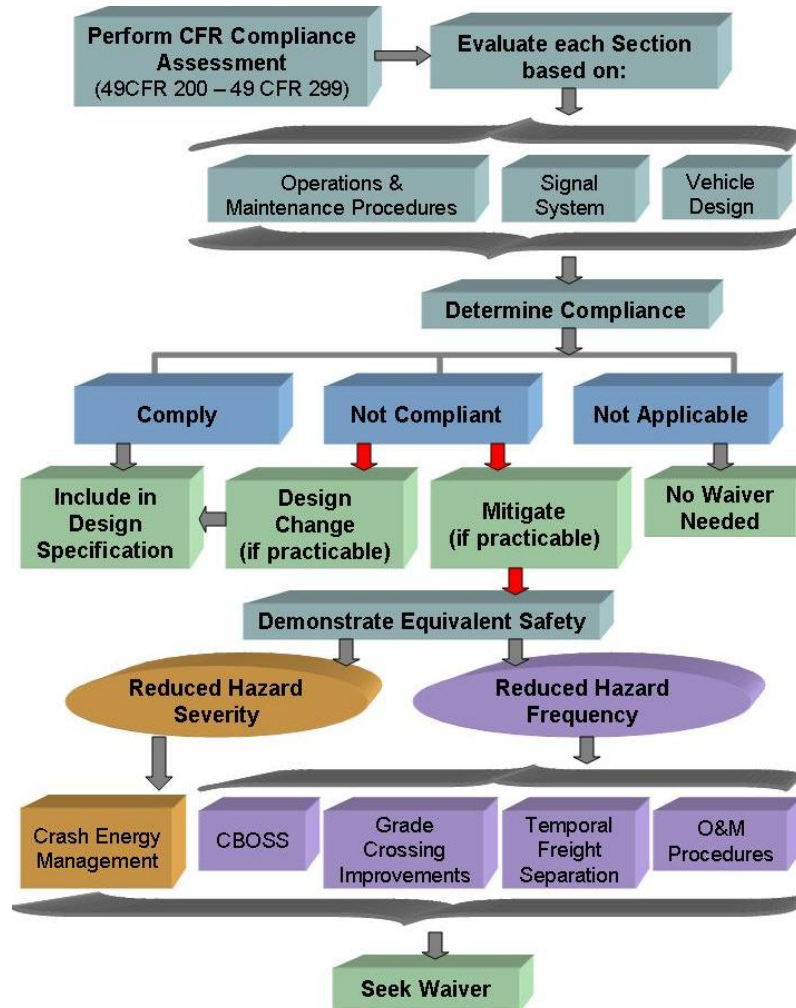 Perform CFR Compliance
Assessment
(49CFR 200 – 49 CFR 299)
Evaluate each Section
based on:
Operations &
Maintenance Procedures
Signal
System
Vehicle
Design
Determine Compliance
Comply
Not Compliant
Not Applicable
Include in
Design
Specification
Design
Change
(if practicable)
Mitigate
(if practicable)
No Waiver
Needed
Demonstrate Equivalent Safety
Reduced Hazard
Severity
Reduced Hazard
Frequency
Crash Energy
Management
CBOSS
Grade
Crossing
Improvements
Temporal
Freight
Separation
O&M
Procedures
Seek Waiver